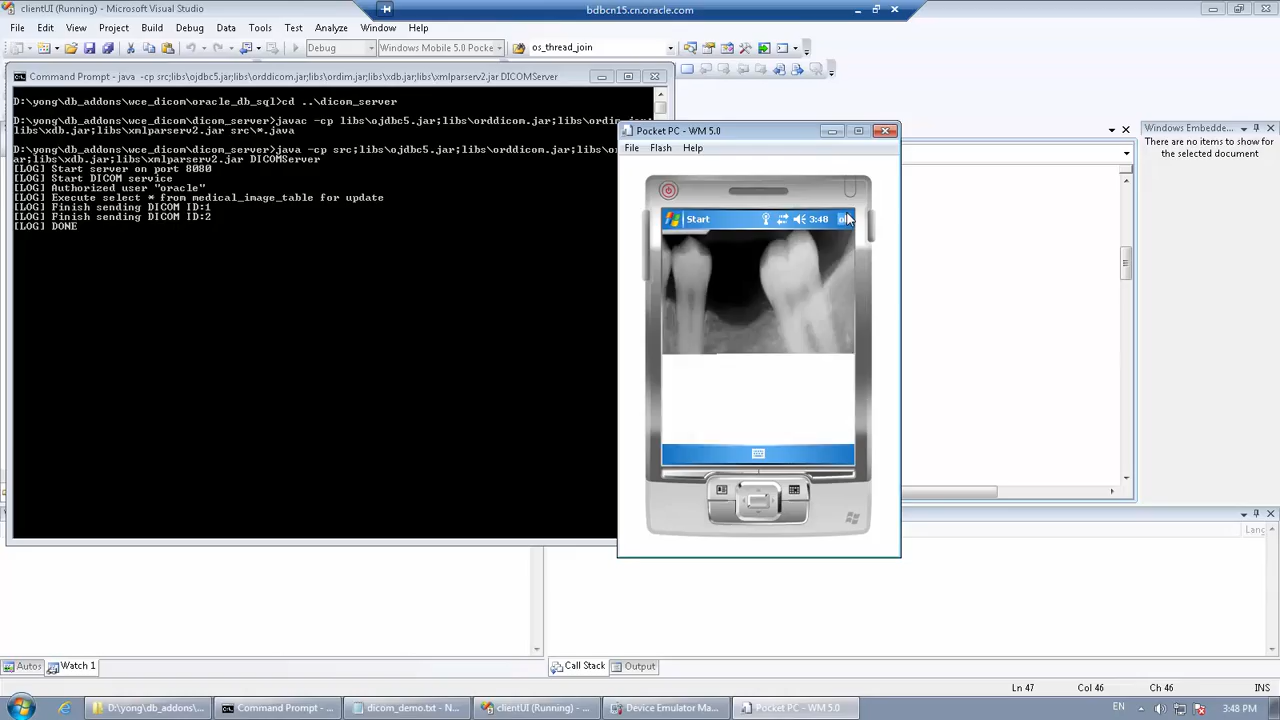 clientUI (Running) - Microsoft Visual Studio
bdbcn15.cn.oracle.com
File Edit View Project Build Debug Data Tools Test Analyze Window Help
Debug Windows Mobile 5.0 Pocke os_thread_join
java -cp src;libs\ojdbc5.jar;libs\orddicom.jar;libs\xdb.jar;libs\xmlparserv2.jar DICOMServer
D:\yong\db_addons\wce_dicom\oracle_db_sql>cd ..\dicom_server
D:\yong\db_addons\wce_dicom\dicom_server>javac -cp libs\ojdbc5.jar;libs\orddicom.jar;libs\ordim
libs\xdb.jar;libs\xmlparserv2.jar src\*.java
D:\yong\db_addons\wce_dicom\dicom_server>java -cp src;libs\ojdbc5.jar;libs\orddicom.jar;libs\or
ar;libs\xdb.jar;libs\xmlparserv2.jar DICOMServer
[LOG] Start server on port 8080
[LOG] Start DICOM service
[LOG] Authorized user "oracle"
[LOG] Execute select * from medical_image_table for update
[LOG] Finish sending DICOM ID:1
[LOG] Finish sending DICOM ID:2
[LOG] DONE
Pocket PC - WM 5.0
File Flash Help
Start 3:48
Windows Embedde...
There are no items to show for
the selected document
Autos Watch 1
Call Stack Output
Lang
Ln 47 Col 46 Ch 46 INS
D:\yong\db_addons\... Command Prompt - ... dicom_demo.txt - N... clientUI (Running) - ... Device Emulator Ma... Pocket PC - WM 5.0
EN 3:48 PM